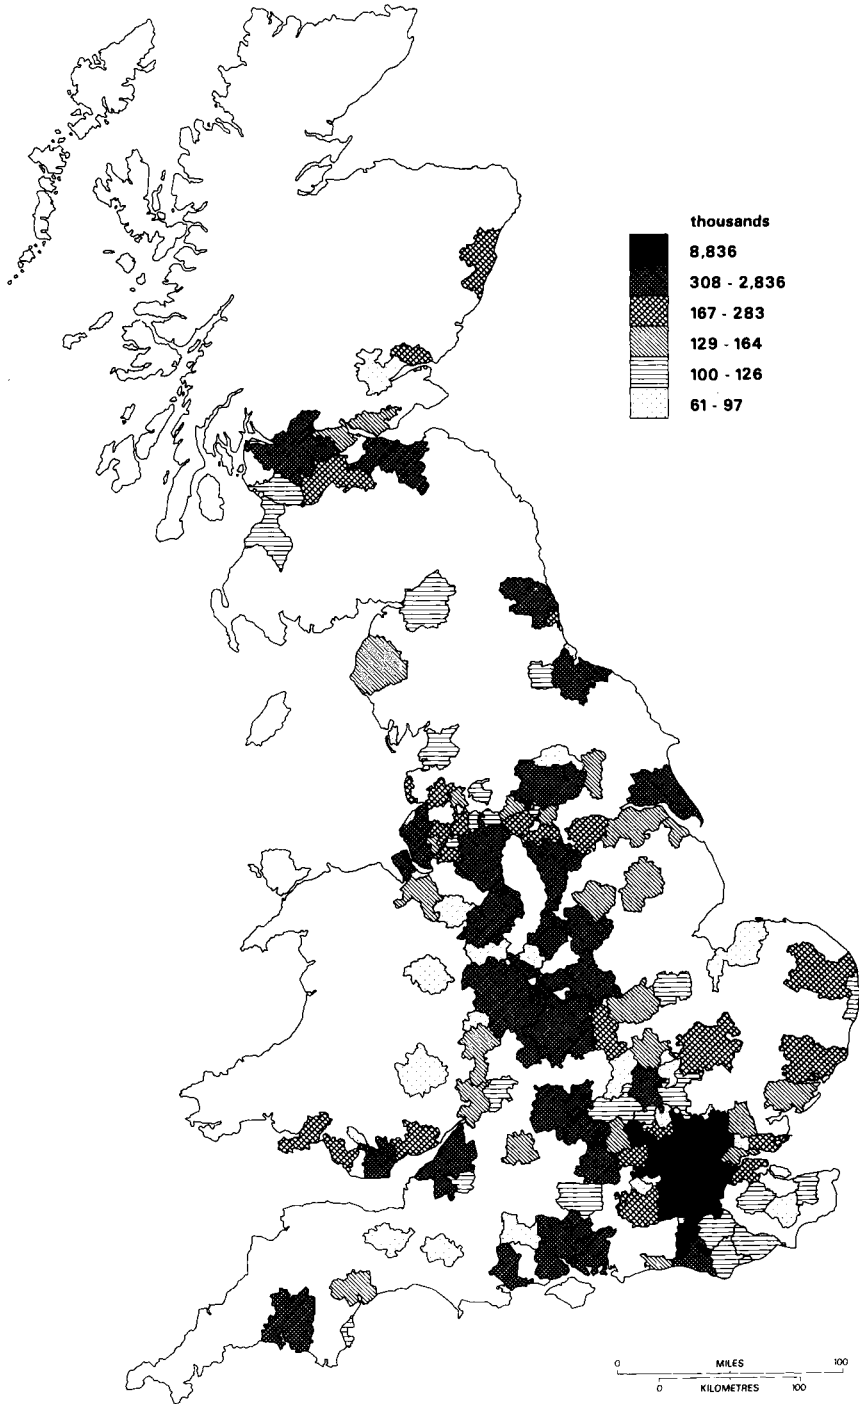 thousands
8,836
308 - 2,836
167 - 283
129 - 164
100 - 126
61 - 97
0 MILES 100
0 KILOMETRES 100